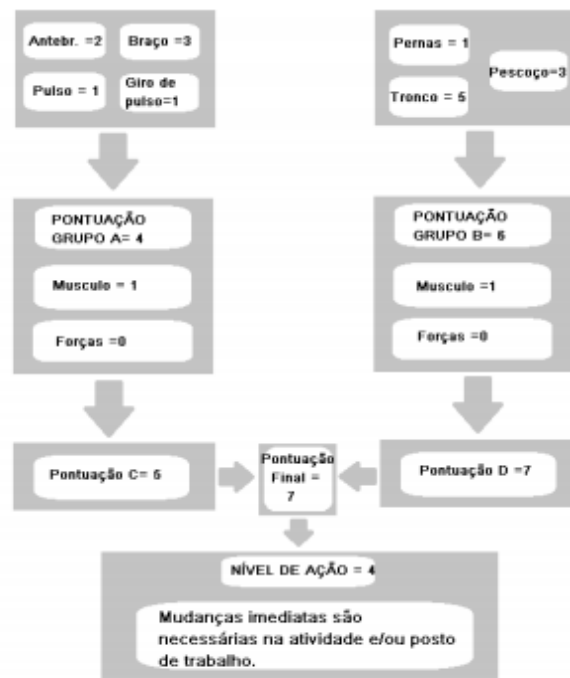 Antebr. =2
Braço =3
Pulso = 1
Giro de
pulso=1
Pernas = 1
Pescoço=3
Tronco = 5
PONTUAÇÃO
GRUPO A= 4
Musculo = 1
Forças =0
PONTUAÇÃO
GRUPO B= 6
Musculo =1
Forças =0
Pontuação C= 5
Pontuação
Final =
7
Pontuação D =7
NÍVEL DE AÇÃO = 4
Mudanças imediatas são
necessárias na atividade e/ou posto
de trabalho.